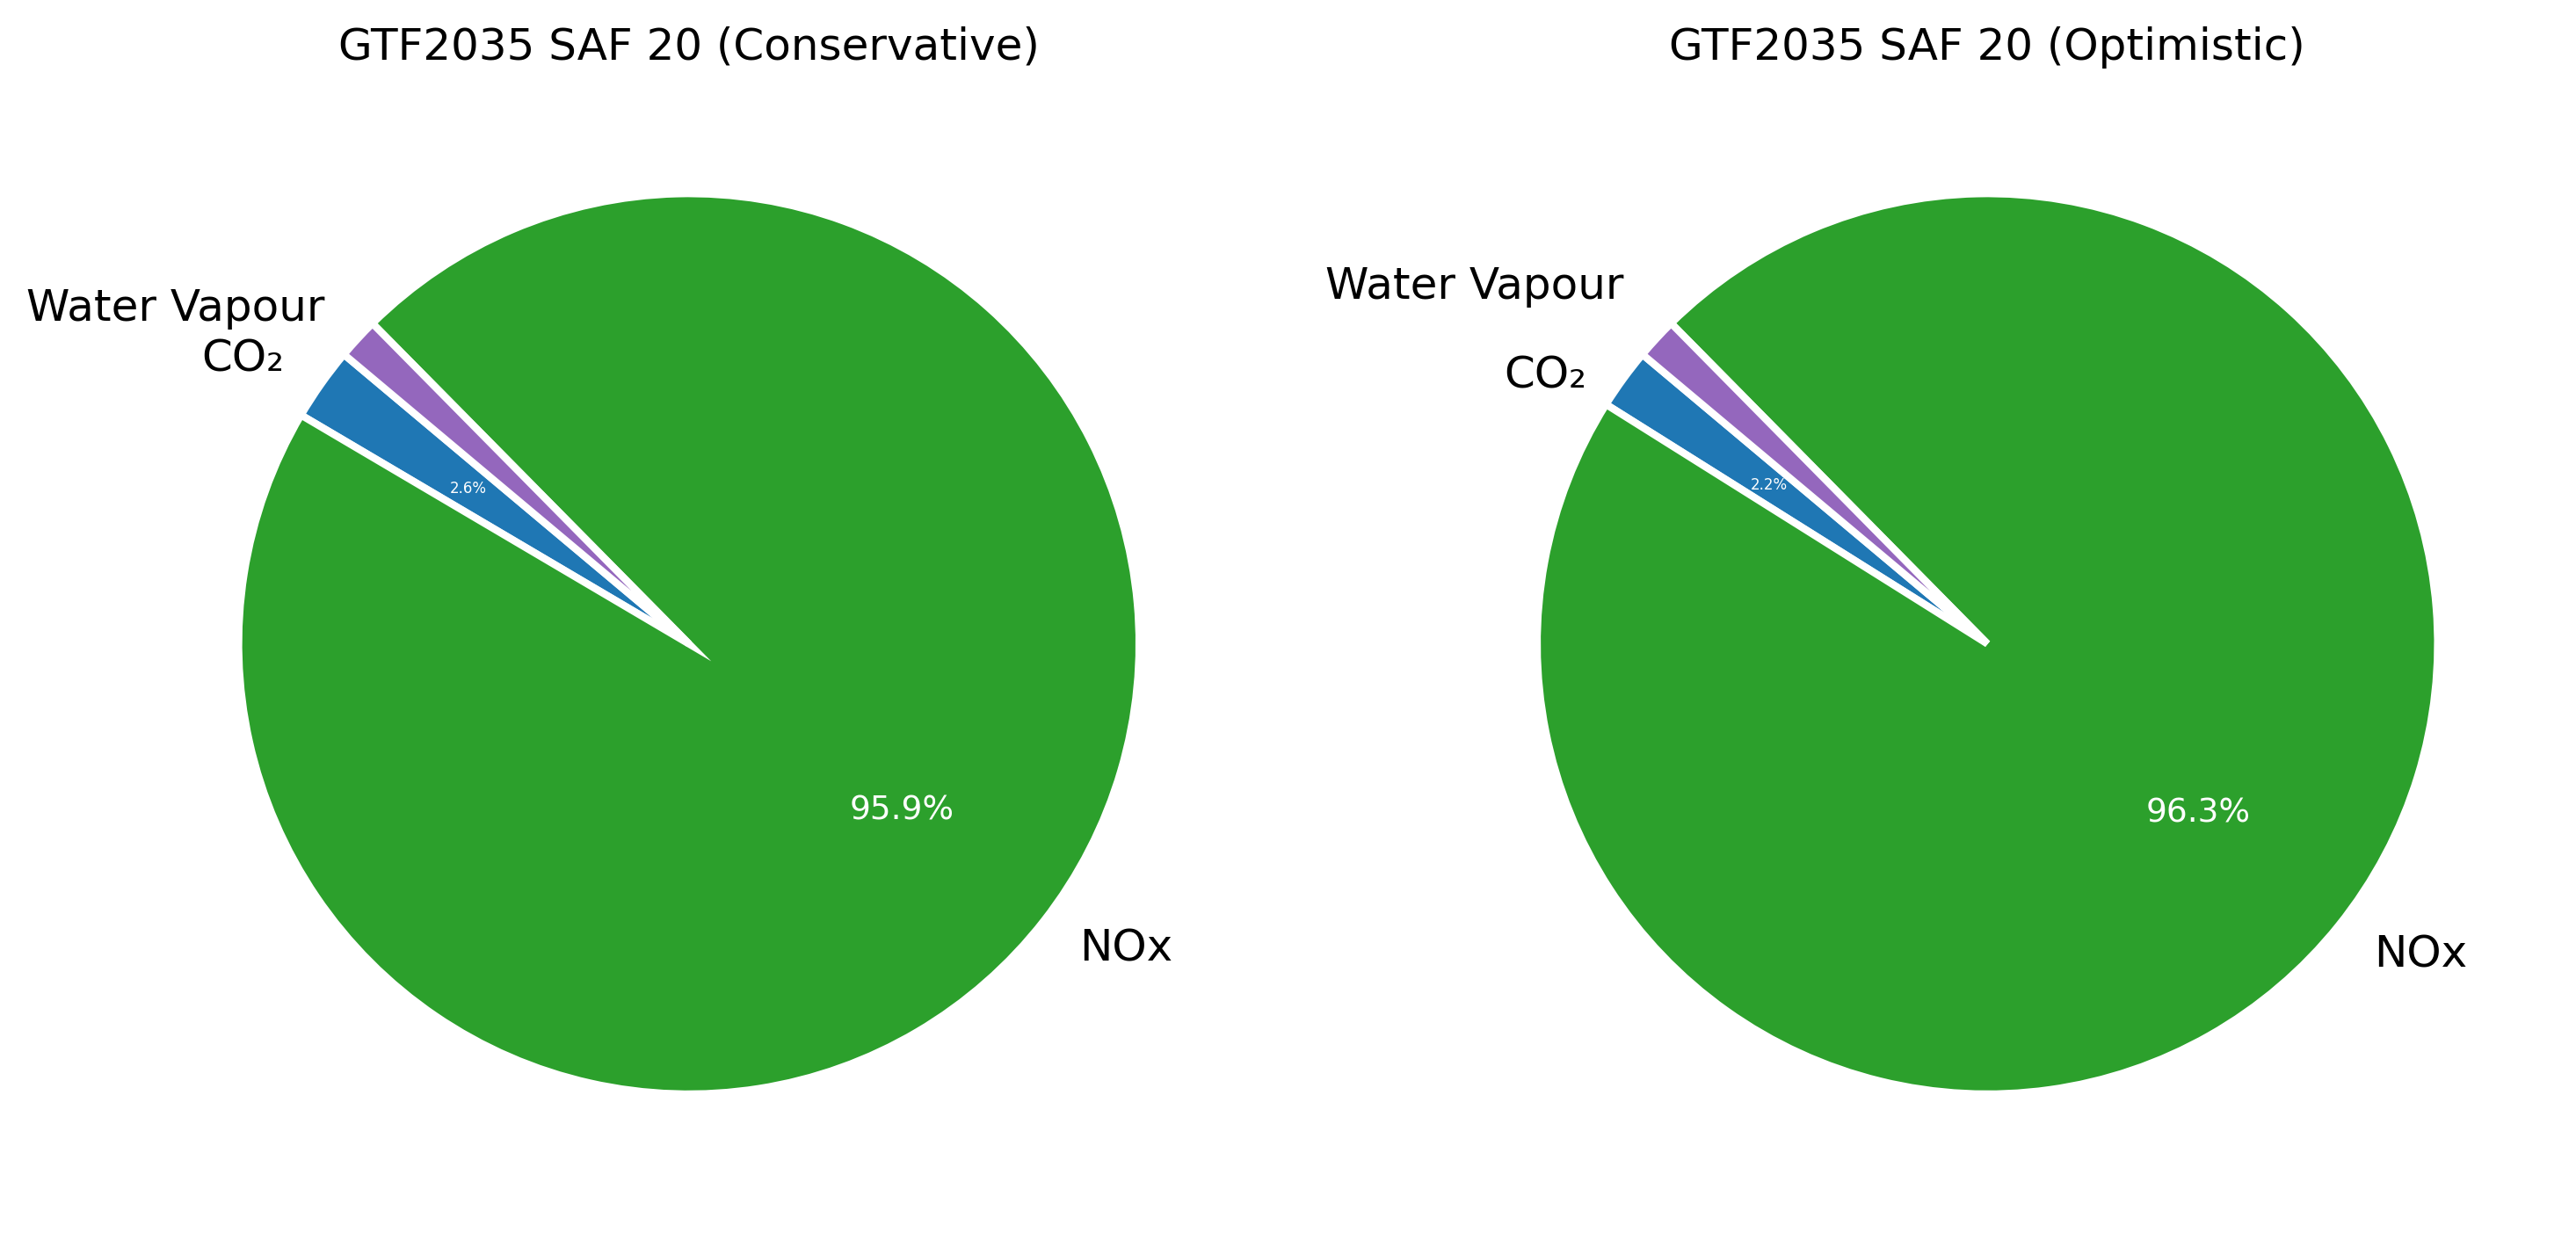 GTF2035 SAF 20 (Conservative)
Water Vapour
CO₂
2.6%
95.9%
NOx
GTF2035 SAF 20 (Optimistic)
Water Vapour
CO₂
2.2%
96.3%
NOx